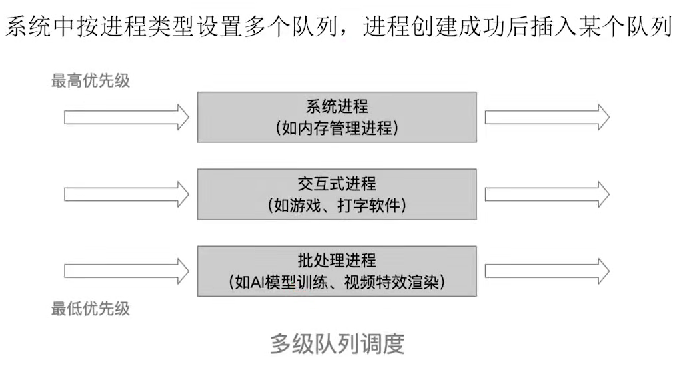 系统中按进程类型设置多个队列，进程创建成功后插入某个队列
最高优先级
系统进程
（如内存管理进程）
交互式进程
（如游戏、打字软件）
批处理进程
（如AI模型训练、视频特效渲染）
最低优先级
多级队列调度